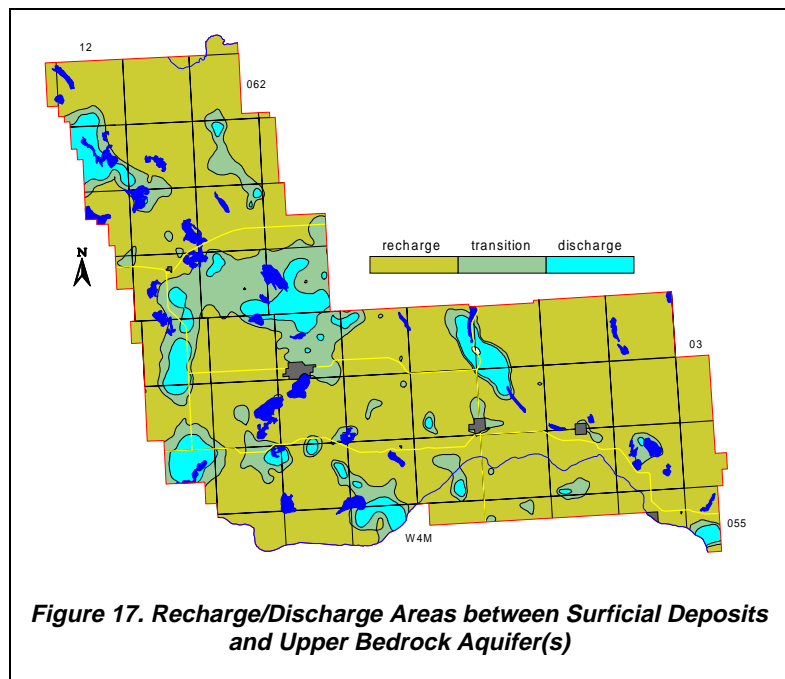 12
062
N
recharge transition discharge
03
055
W4M
Figure 17. Recharge/Discharge Areas between Surficial Deposits
and Upper Bedrock Aquifer(s)